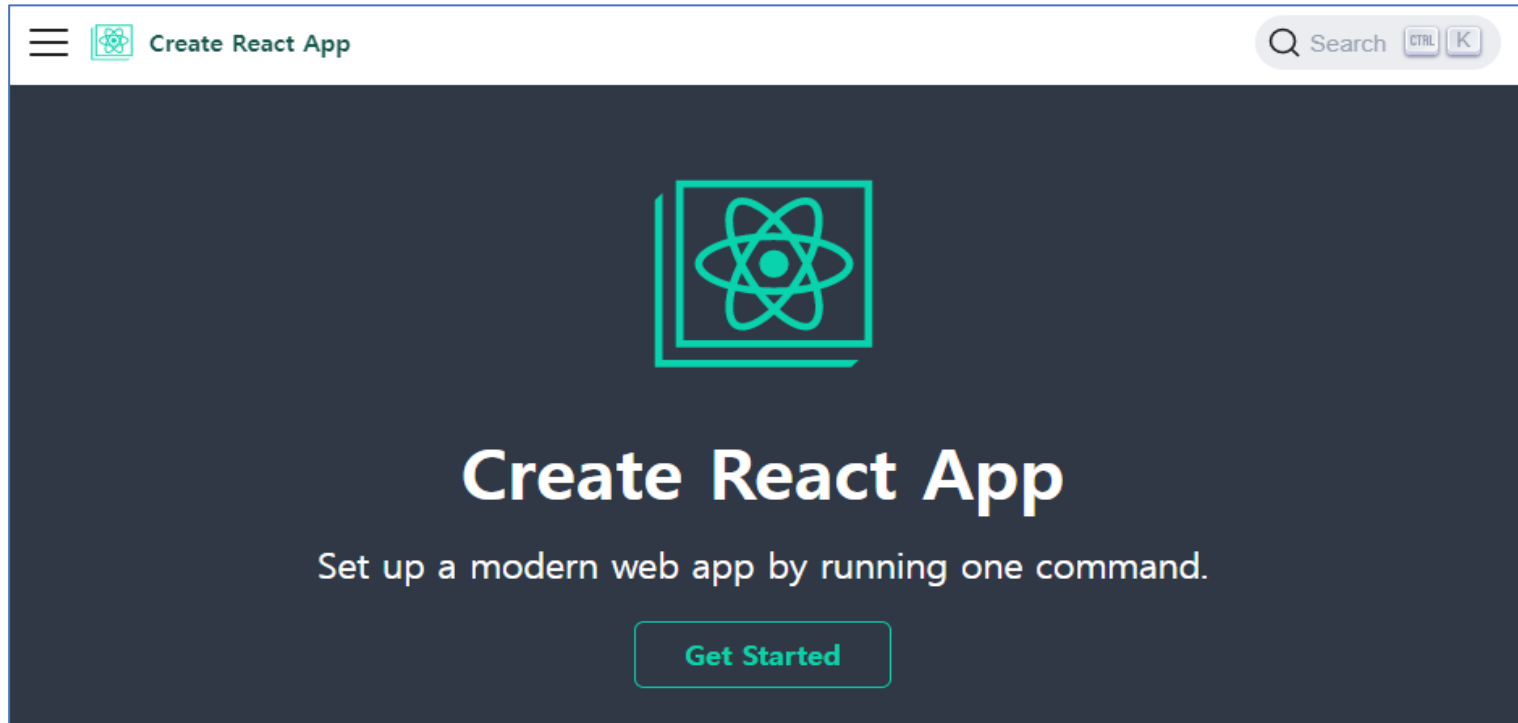 Create React App
Search CTRL K
Create React App
Set up a modern web app by running one command.
Get Started